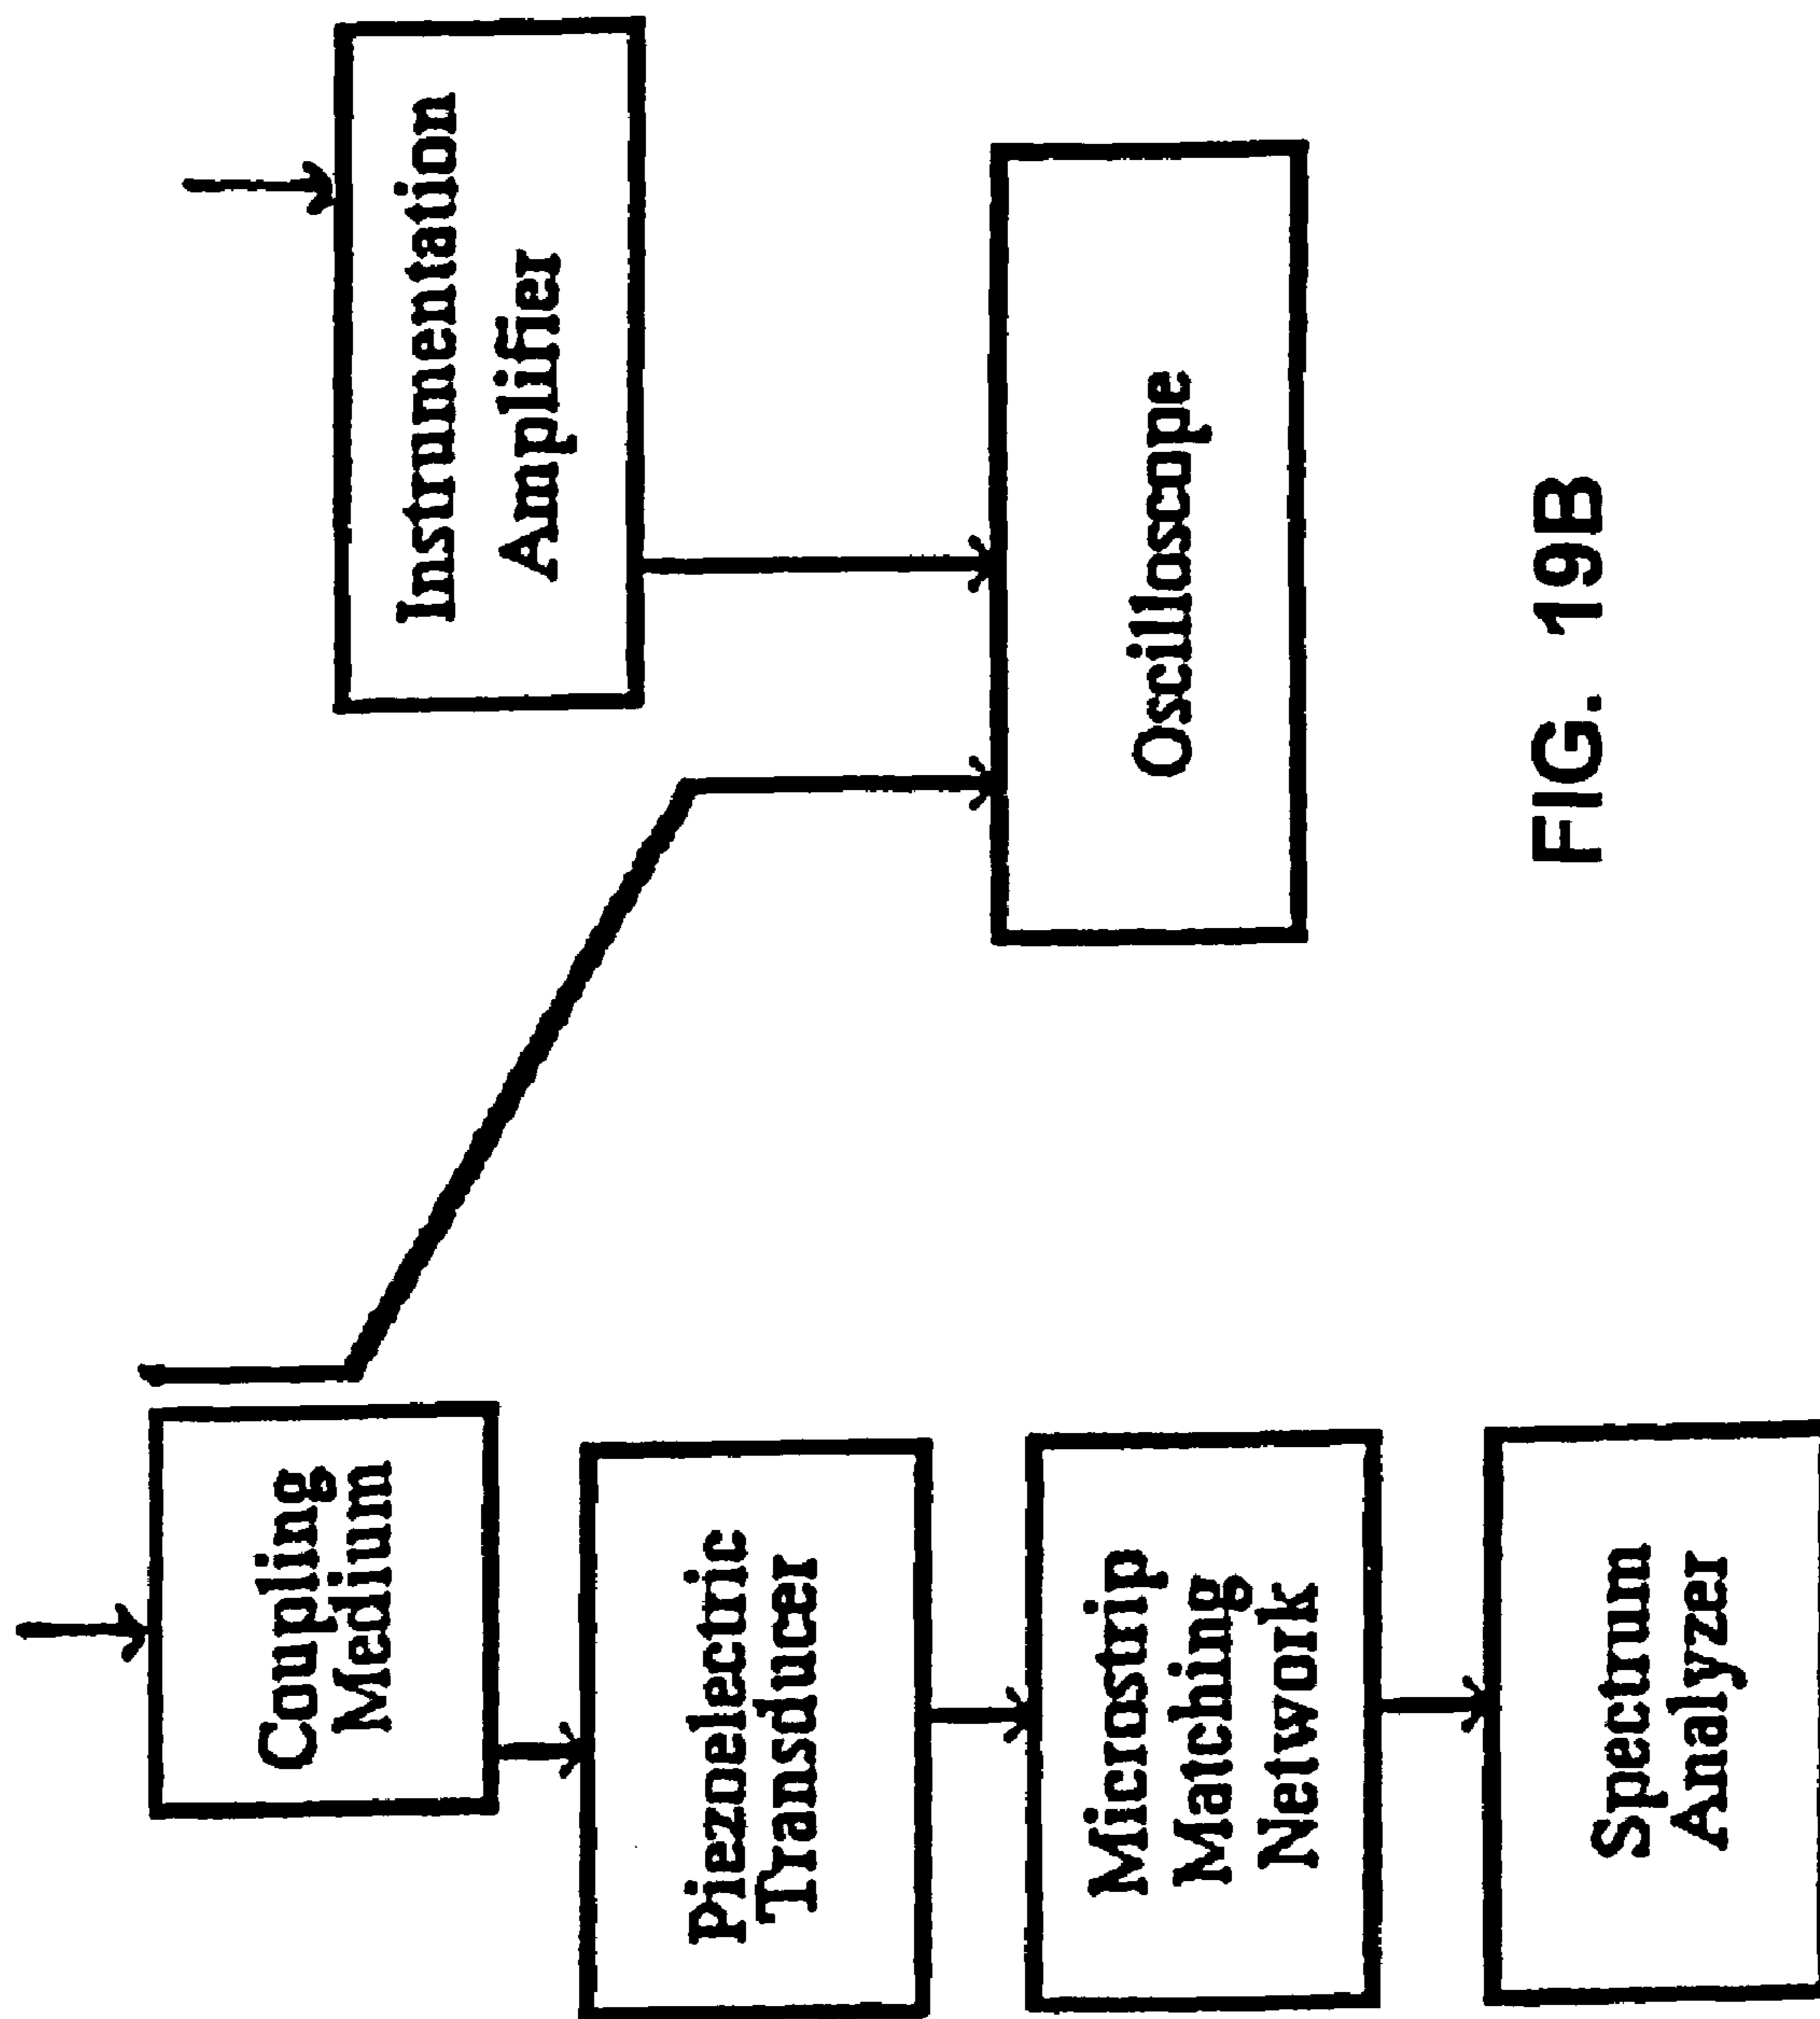 Coupling
Medium
Piezoelectric
Transducer
Microstrip
Matching
Network
Spectrum
Analyzer
Instrumentation
Amplifier
Oscilloscope
FIG. 19B